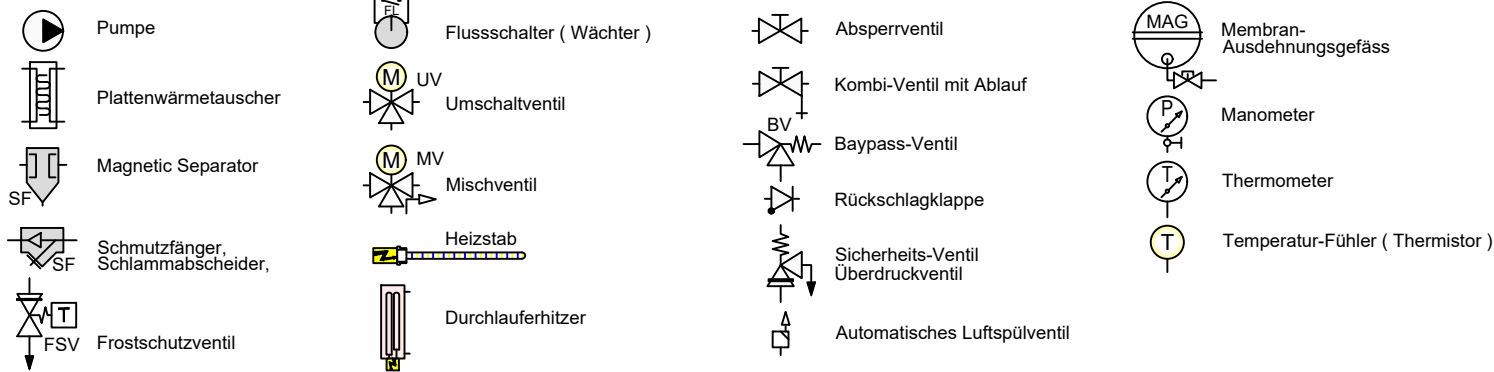 Pumpe
Plattenwärmetauscher
Magnetic Separator
SF
Schmutzfänger,
Schlammabscheider,
SF
T
FSV
Frostschutzventil
FL
Flussschalter ( Wächter )
M
UV
Umschaltventil
M
MV
Mischventil
Heizstab
Durchlauferhitzer
Absperrventil
Kombi-Ventil mit Ablauf
BV
Baypass-Ventil
Rückschlagklappe
Sicherheits-Ventil
Überdruckventil
Automatisches Luftspülventil
MAG
Membran-
Ausdehnungsgefäss
P
Manometer
T
Thermometer
T
Temperatur-Fühler ( Thermistor )